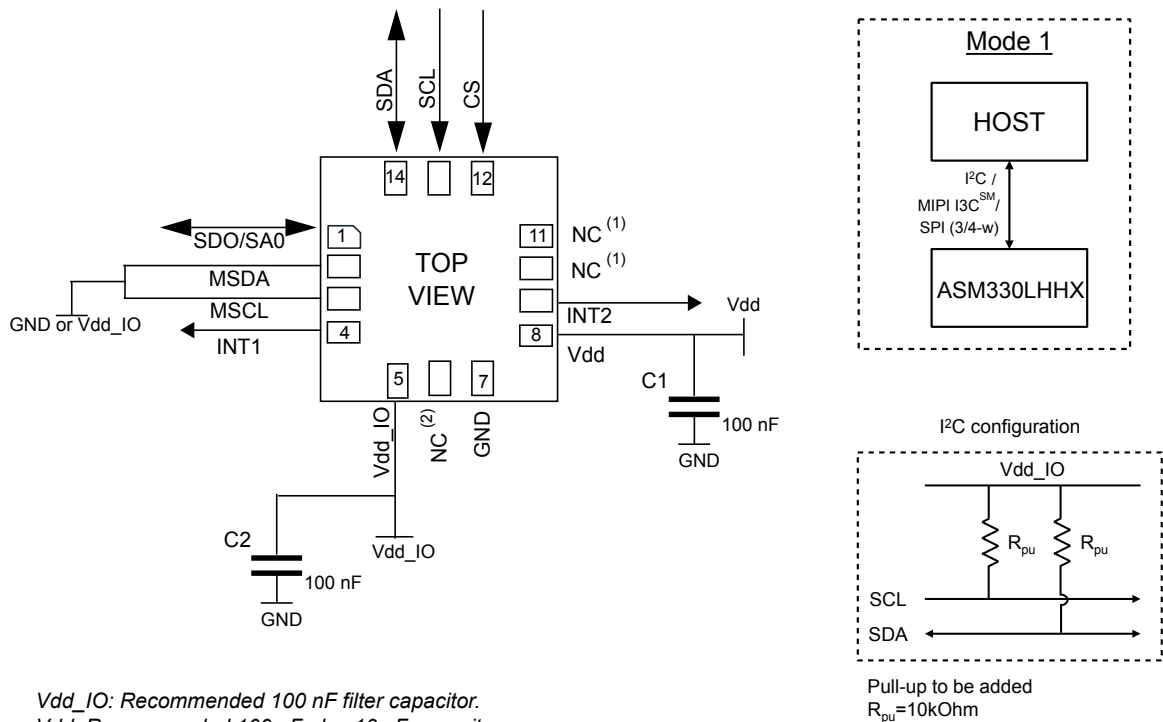 SDA
SCL
CS
14
12
SDO/SA0
1
11
NC (1)
MSDA
TOP
VIEW
NC (1)
MSCL
GND or Vdd_IO
INT1
4
INT2
8
Vdd
Vdd
5
7
Vdd_IO
NC (2)
GND
C1
100 nF
GND
C2
100 nF
GND
Vdd_IO
Mode 1
HOST
I²C /
MIPI I3C SM/
SPI (3/4-w)
ASM330LHHX
I²C configuration
Vdd_IO
Rpu
Rpu
SCL
SDA
Pull-up to be added
Rpu=10kOhm
Vdd_IO: Recommended 100 nF filter capacitor.